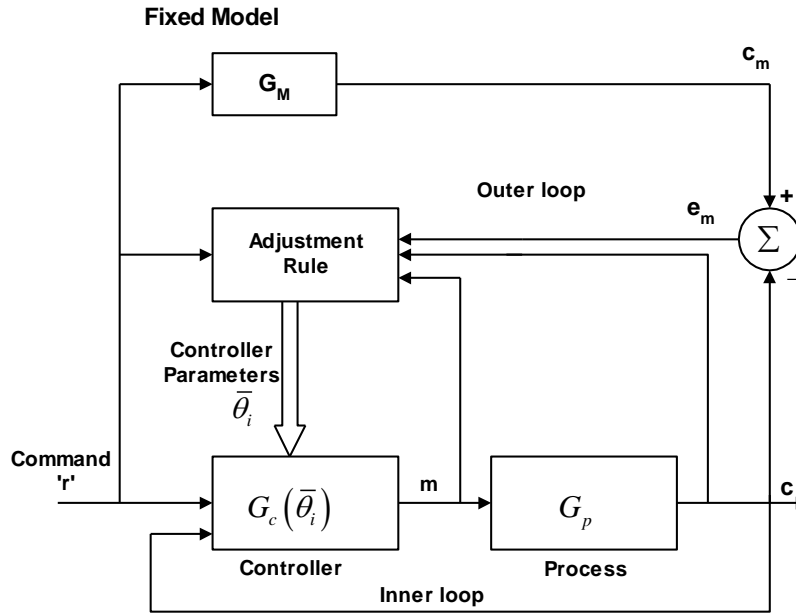 Fixed Model
c_m
G_M
Outer loop
+
e_m
Adjustment
Rule
Σ
−
Controller
Parameters
θ̅_i
Command
'r'
G_c(θ̅_i)
m
G_p
c
Controller
Process
Inner loop